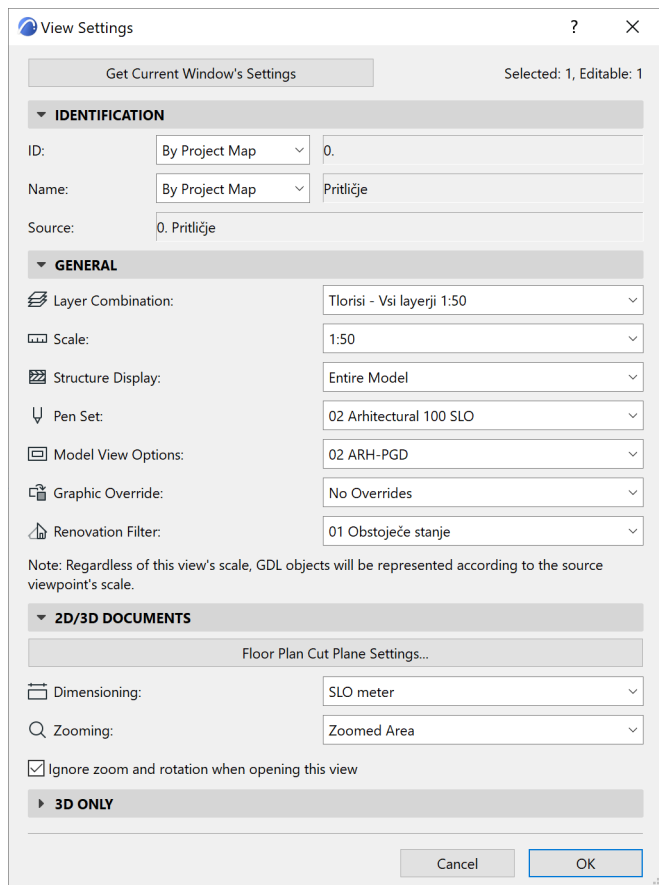 View Settings
?
Get Current Window's Settings
Selected: 1, Editable: 1
IDENTIFICATION
ID:
By Project Map
0.
Name:
By Project Map
Pritličje
Source:
0. Pritličje
GENERAL
Layer Combination:
Tlorisi - Vsi layerji 1:50
Scale:
1:50
Structure Display:
Entire Model
Pen Set:
02 Arhitectural 100 SLO
Model View Options:
02 ARH-PGD
Graphic Override:
No Overrides
Renovation Filter:
01 Obstoječe stanje
Note: Regardless of this view's scale, GDL objects will be represented according to the source
viewpoint's scale.
2D/3D DOCUMENTS
Floor Plan Cut Plane Settings...
Dimensioning:
SLO meter
Zooming:
Zoomed Area
Ignore zoom and rotation when opening this view
3D ONLY
Cancel
OK